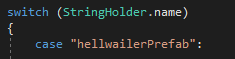 switch (StringHolder.name)
{
case "hellwailerPrefab":